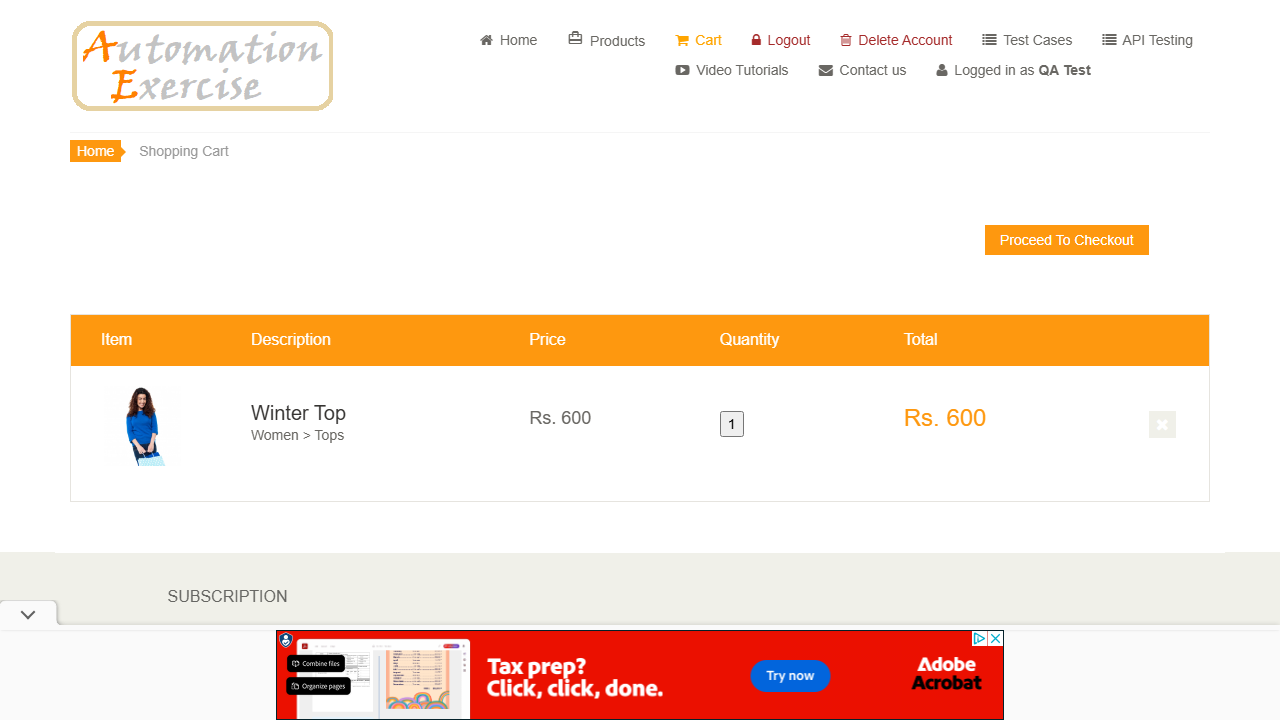 Automation
Exercise
Home
Products
Cart
Logout
Delete Account
Test Cases
API Testing
Video Tutorials
Contact us
Logged in as QA Test
Home
Shopping Cart
Proceed To Checkout
Item Description Price Quantity Total
Winter Top
Women > Tops
Rs. 600
1
Rs. 600
SUBSCRIPTION
Combine files
Organize pages
Tax prep?
Click, click, done.
Try now
Adobe
Acrobat